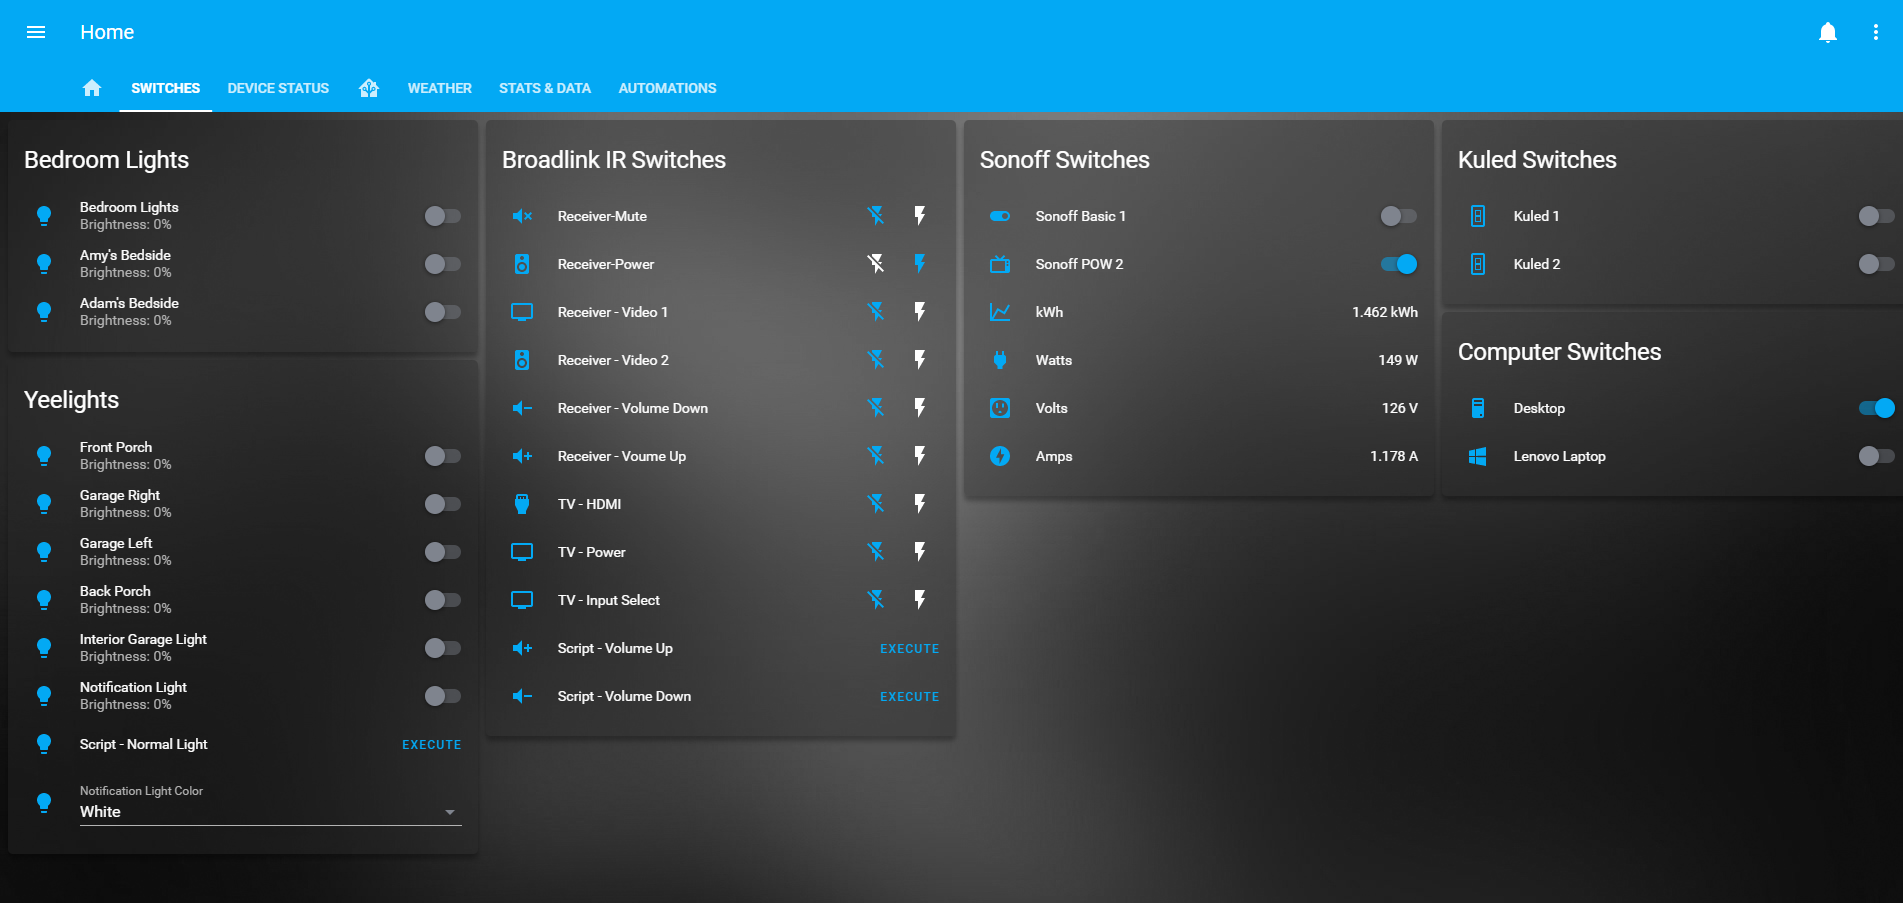 Home
SWITCHES
DEVICE STATUS
WEATHER
STATS & DATA
AUTOMATIONS
Bedroom Lights
Bedroom Lights
Brightness: 0%
Amy's Bedside
Brightness: 0%
Adam's Bedside
Brightness: 0%
Yeelights
Front Porch
Brightness: 0%
Garage Right
Brightness: 0%
Garage Left
Brightness: 0%
Back Porch
Brightness: 0%
Interior Garage Light
Brightness: 0%
Notification Light
Brightness: 0%
Script - Normal Light EXECUTE
Notification Light Color
White
Broadlink IR Switches
Receiver-Mute
Receiver-Power
Receiver - Video 1
Receiver - Video 2
Receiver - Volume Down
Receiver - Voume Up
TV - HDMI
TV - Power
TV - Input Select
Script - Volume Up EXECUTE
Script - Volume Down EXECUTE
Sonoff Switches
Sonoff Basic 1
Sonoff POW 2
kWh 1.462 kWh
Watts 149 W
Volts 126 V
Amps 1.178 A
Kuled Switches
Kuled 1
Kuled 2
Computer Switches
Desktop
Lenovo Laptop